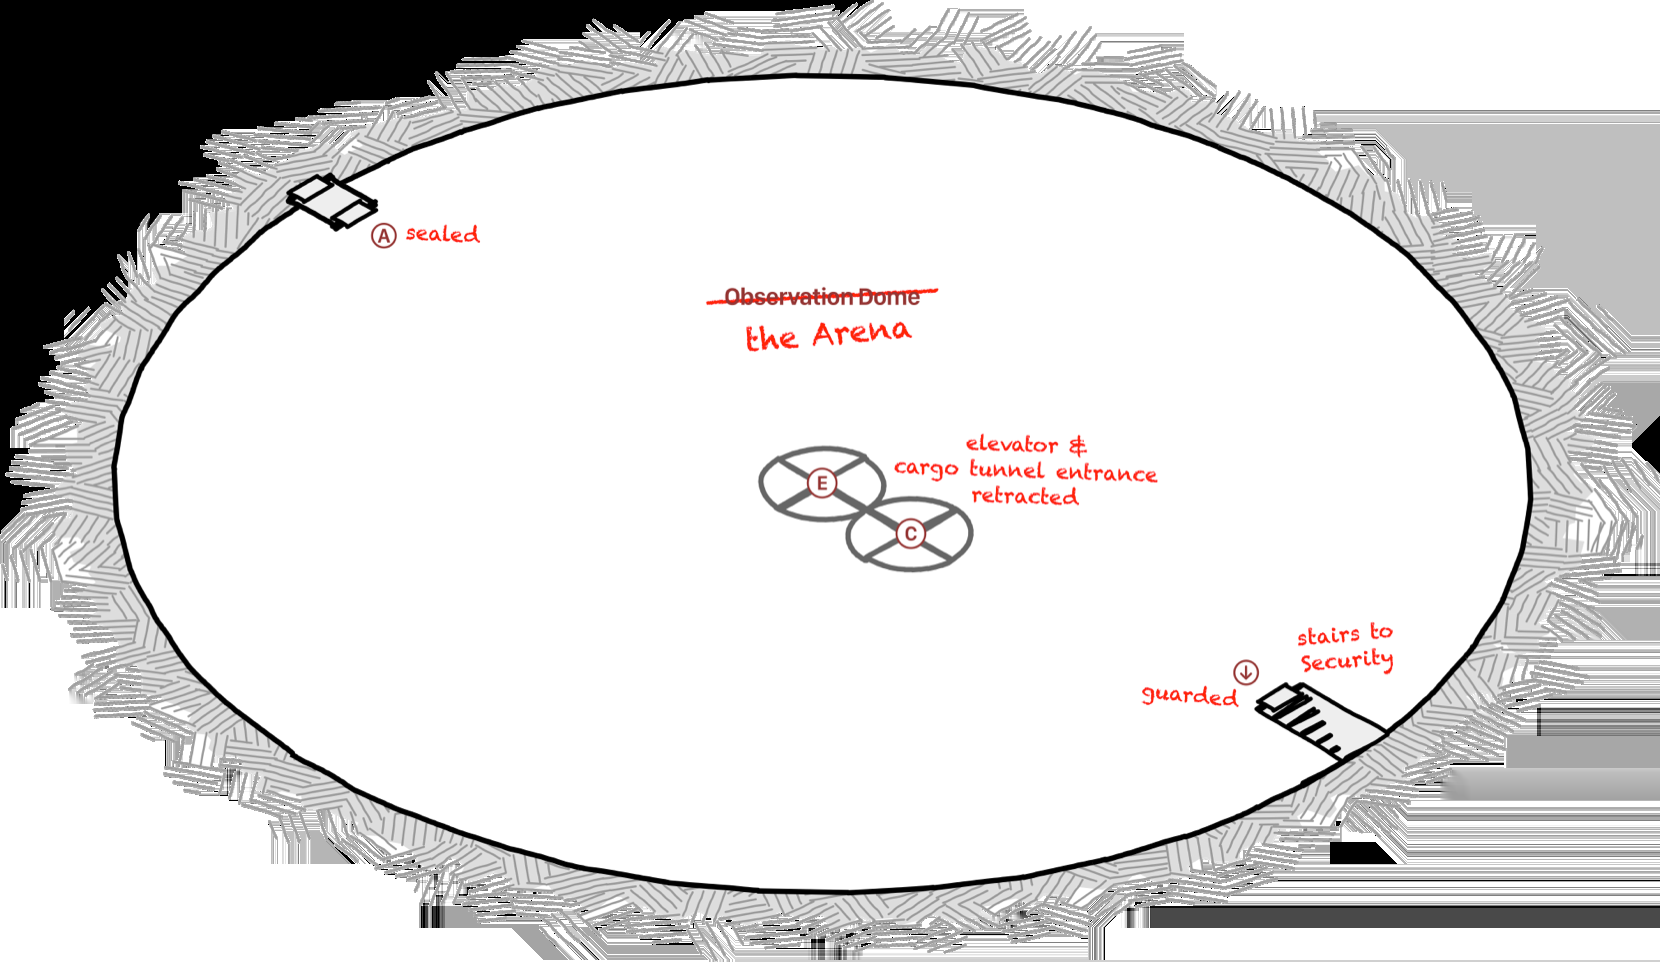 A sealed
Observation Dome
the Arena
elevator &
cargo tunnel entrance
retracted
E
C
stairs to
Security
↓
guarded